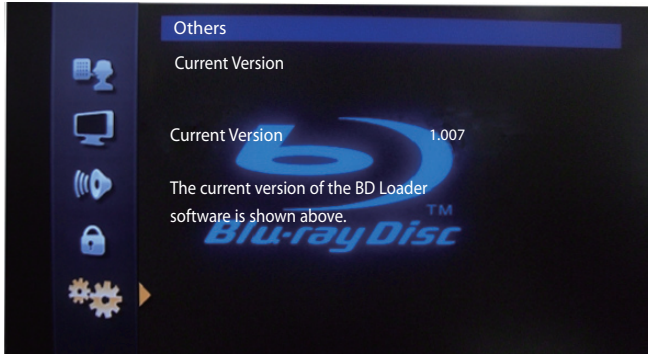 Others
Current Version
Current Version 1.007
The current version of the BD Loader
software is shown above.
TM
Blu-ray Disc